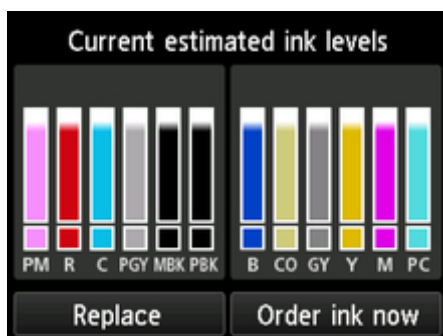 Current estimated ink levels
PM R C PGY MBK PBK
B CO GY Y M PC
Replace
Order ink now